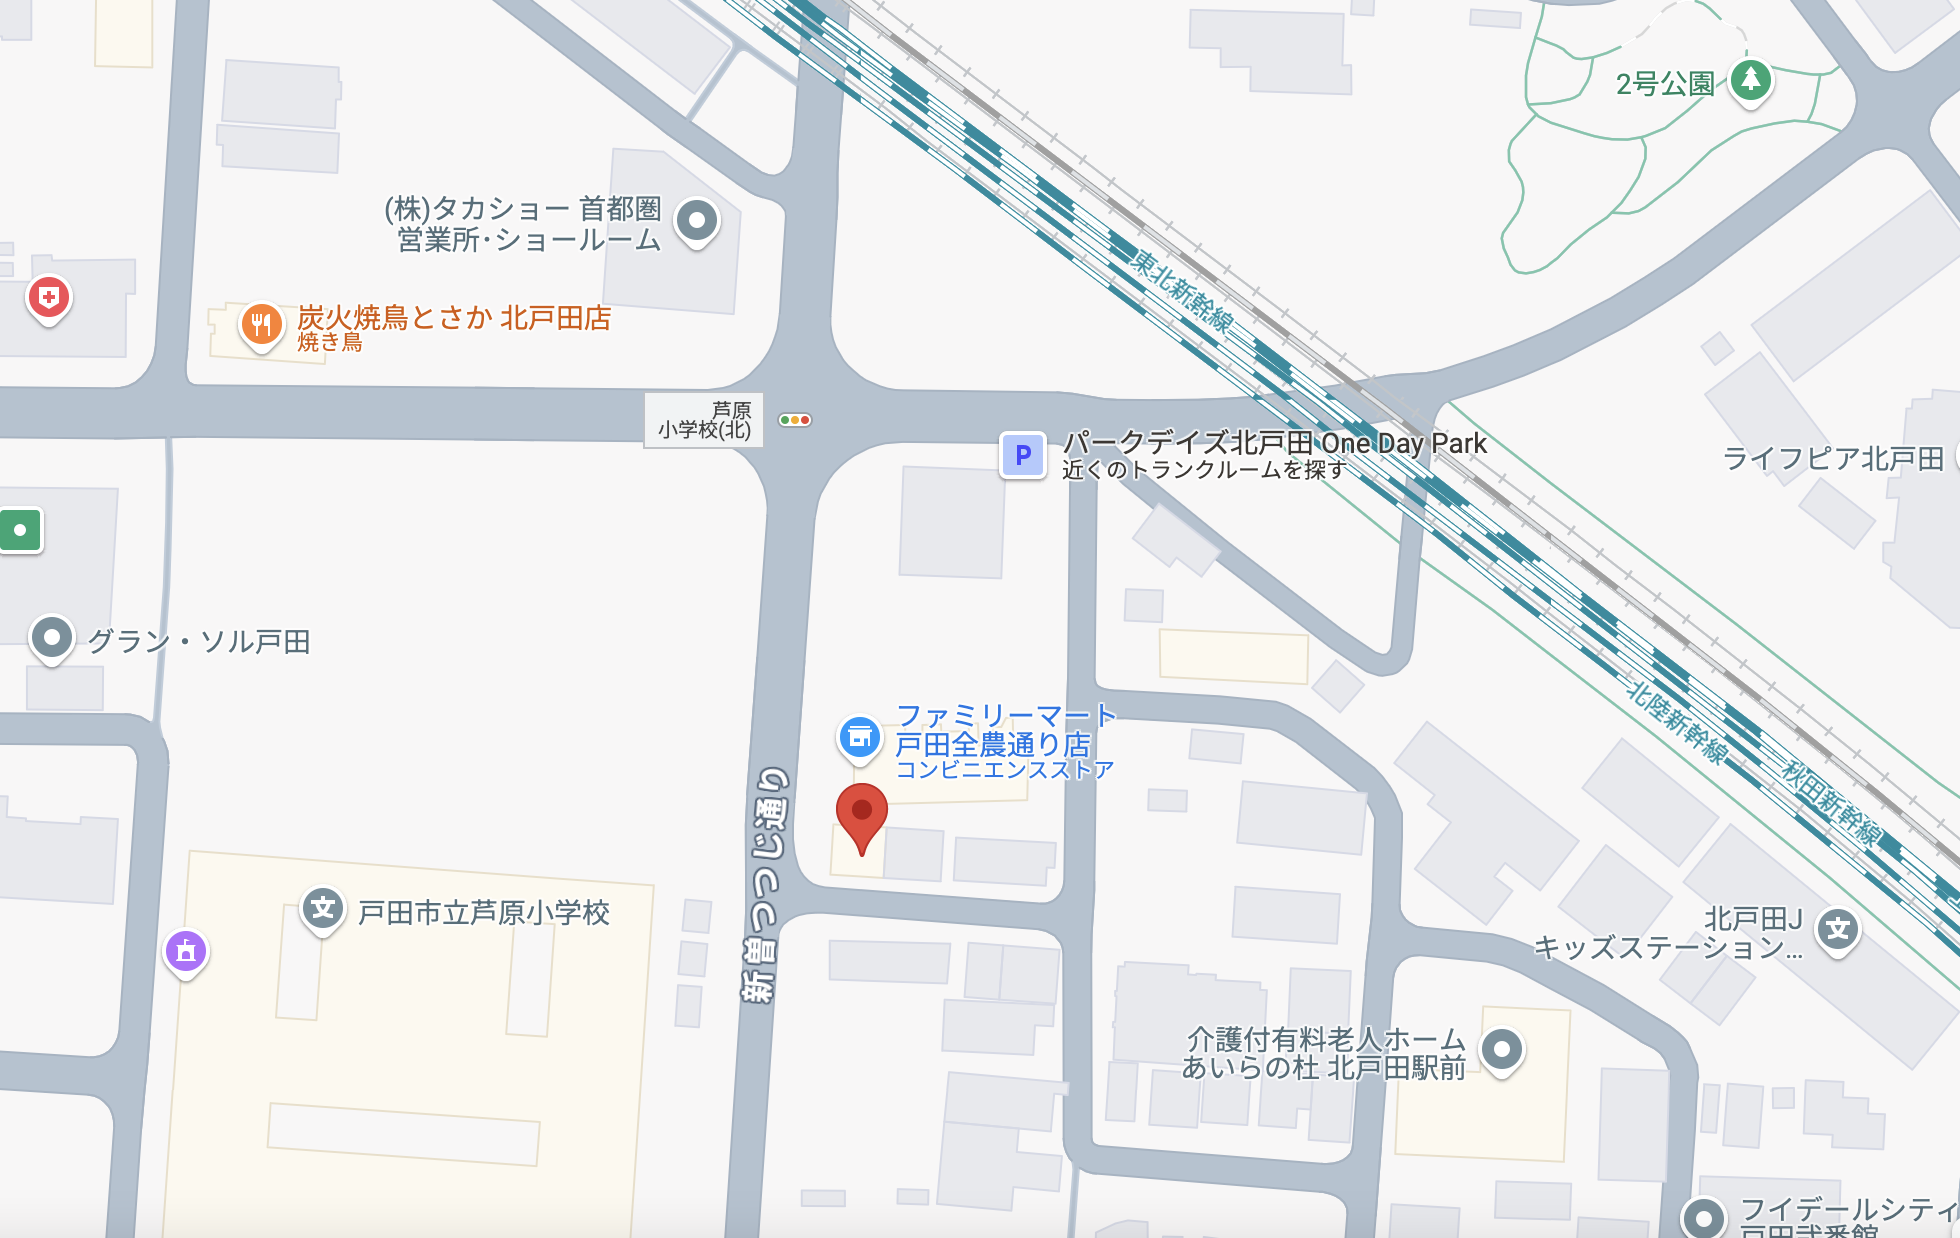 2号公園
(株)タカショー 首都圏
営業所・ショールーム
東北新幹線
炭火焼鳥とさか 北戸田店
焼き鳥
芦原
小学校(北)
P
パークデイズ北戸田 One Day Park
近くのトランクルームを探す
ライフピア北戸田
グラン・ソル戸田
北陸新幹線
ファミリーマート
戸田全農通り店
コンビニエンスストア
秋田新幹線
新曽つつじ通り
文
戸田市立芦原小学校
北戸田J
キッズステーション...
文
介護付有料老人ホーム
あいらの杜 北戸田駅前
フイデールシティ
戸田弐番館